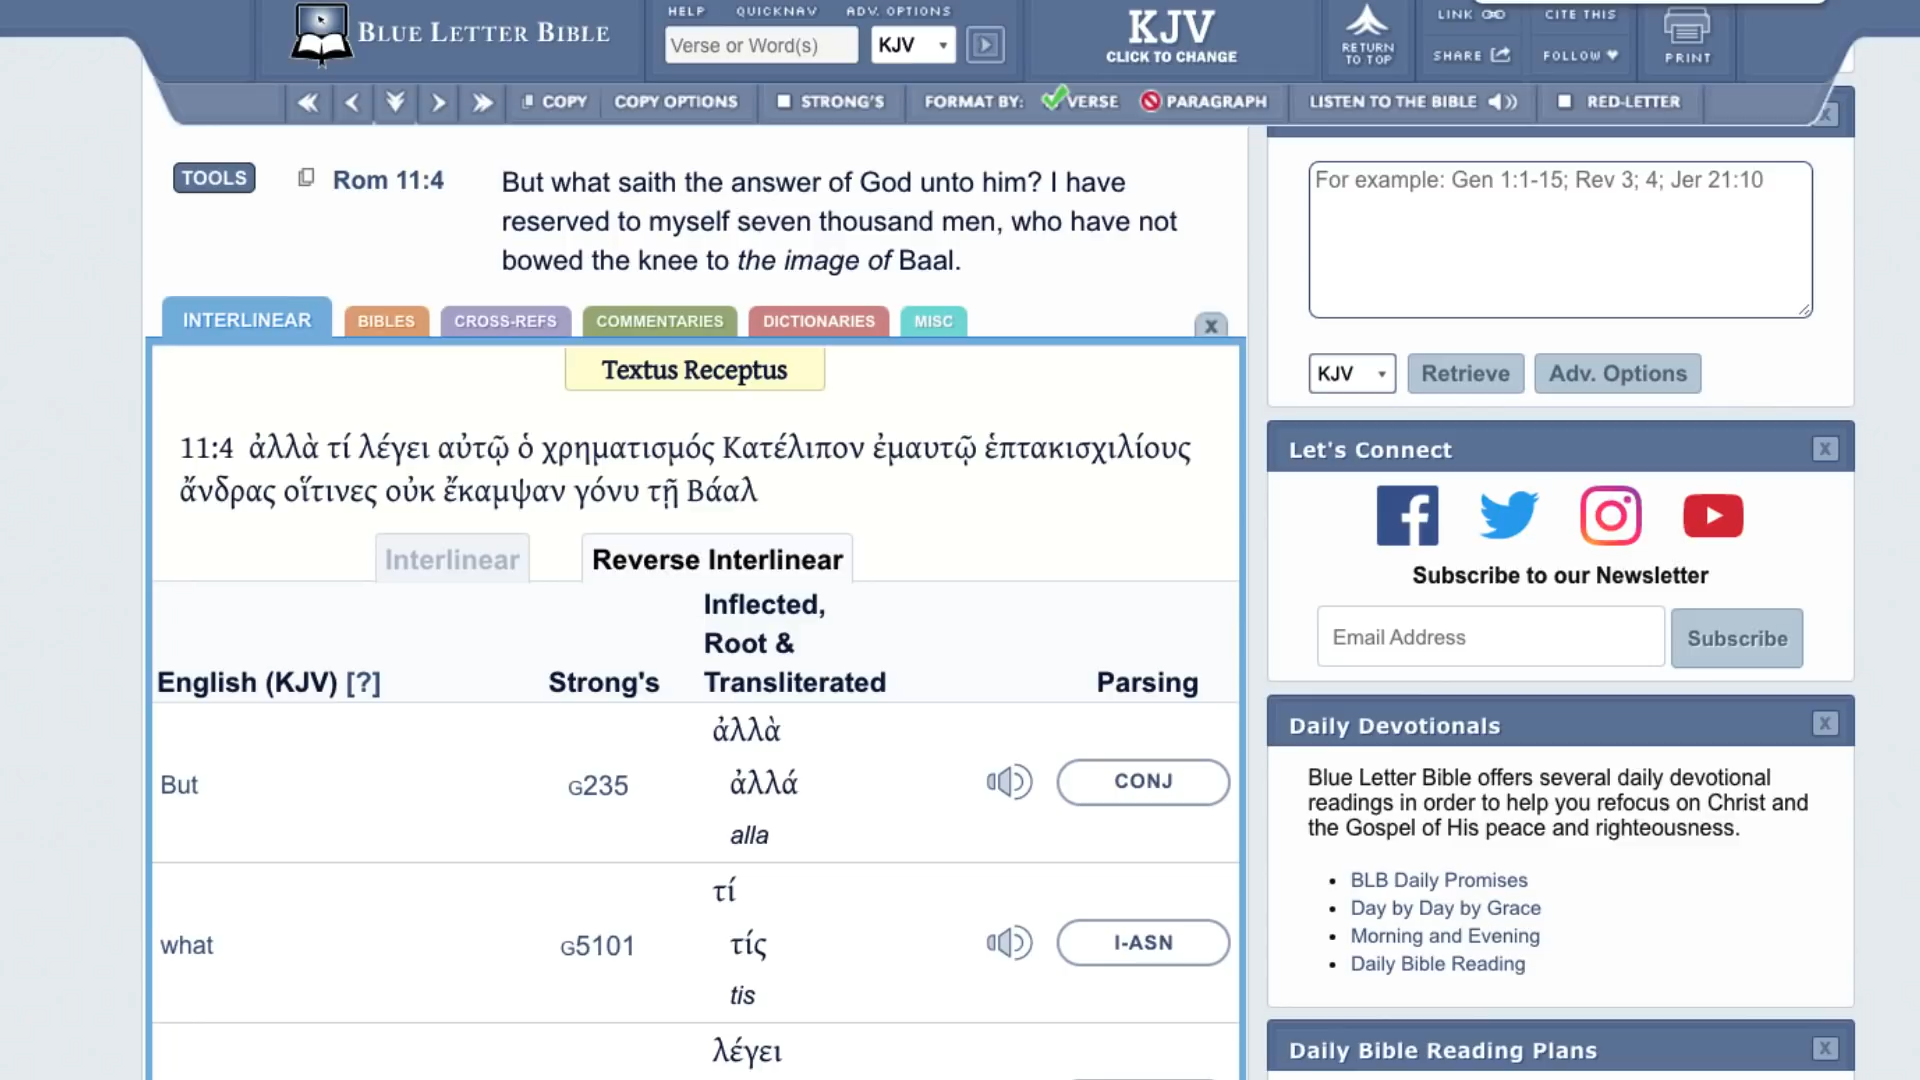 BLUE LETTER BIBLE
HELP QUICKNAV ADV. OPTIONS
Verse or Word(s) KJV
KJV
CLICK TO CHANGE
RETURN
TO TOP
LINK
SHARE
CITE THIS
FOLLOW
PRINT
COPY COPY OPTIONS STRONG'S FORMAT BY: VERSE PARAGRAPH LISTEN TO THE BIBLE RED-LETTER
TOOLS Rom 11:4 But what saith the answer of God unto him? I have
reserved to myself seven thousand men, who have not
bowed the knee to the image of Baal.
INTERLINEAR BIBLES CROSS-REFS COMMENTARIES DICTIONARIES MISC X
Textus Receptus
11:4 ἀλλὰ τί λέγει αὐτῷ ὁ χρηματισμός Κατέλιπον ἐμαυτῷ ἑπτακισχιλίους
ἄνδρας οἵτινες οὐκ ἔκαμψαν γόνυ τῇ Βάαλ
Interlinear Reverse Interlinear
English (KJV) [?] Strong's Inflected,
Root &
Transliterated Parsing
But G235 ἀλλὰ
ἀλλά
alla
CONJ
what G5101 τί
τίς
tis
I-ASN
λέγει
X
For example: Gen 1:1-15; Rev 3; 4; Jer 21:10
KJV Retrieve Adv. Options
Let's Connect X
Subscribe to our Newsletter
Email Address Subscribe
Daily Devotionals X
Blue Letter Bible offers several daily devotional
readings in order to help you refocus on Christ and
the Gospel of His peace and righteousness.
• BLB Daily Promises
• Day by Day by Grace
• Morning and Evening
• Daily Bible Reading
Daily Bible Reading Plans X